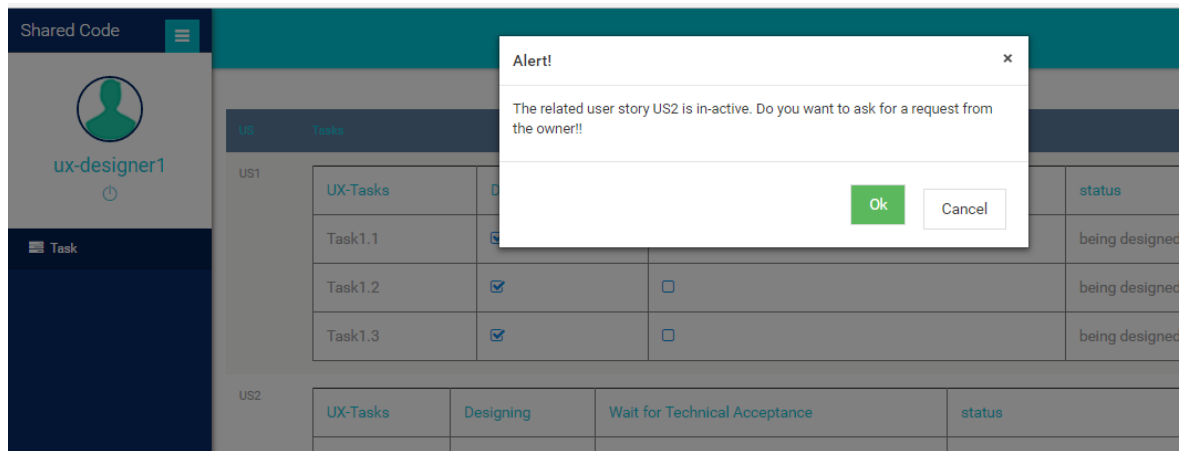 Shared Code
Alert! ×
The related user story US2 is in-active. Do you want to ask for a request from
the owner!!
Ok Cancel
ux-designer1
Task
US Tasks
US1
UX-Tasks D status
Task1.1 being designed
Task1.2 being designed
Task1.3 being designed
US2
UX-Tasks Designing Wait for Technical Acceptance status